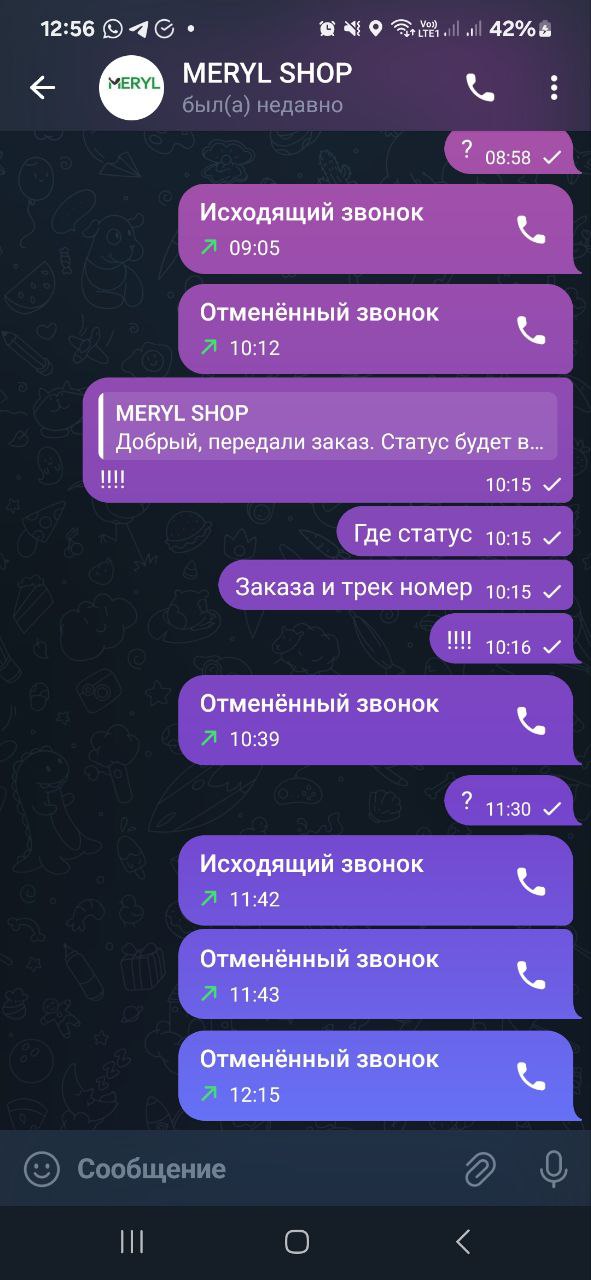 12:56
Vo))
LTE1
42%
MERYL
MERYL SHOP
был(а) недавно
? 08:58
Исходящий звонок
09:05
Отменённый звонок
10:12
MERYL SHOP
Добрый, передали заказ. Статус будет в...
!!!! 10:15
Где статус 10:15
Заказа и трек номер 10:15
!!!! 10:16
Отменённый звонок
10:39
? 11:30
Исходящий звонок
11:42
Отменённый звонок
11:43
Отменённый звонок
12:15
Сообщение